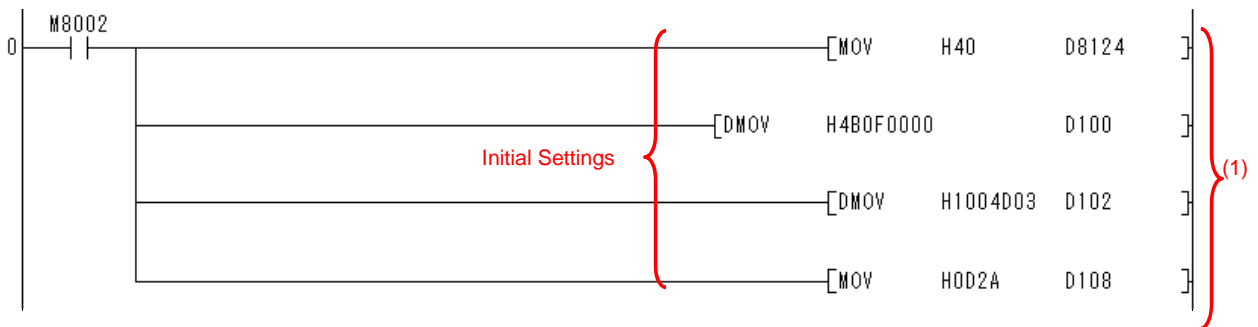 M8002
0 MOV H40 D8124
DMOV H4B0F0000 D100
Initial Settings
(1)
DMOV H1004D03 D102
MOV H0D2A D108